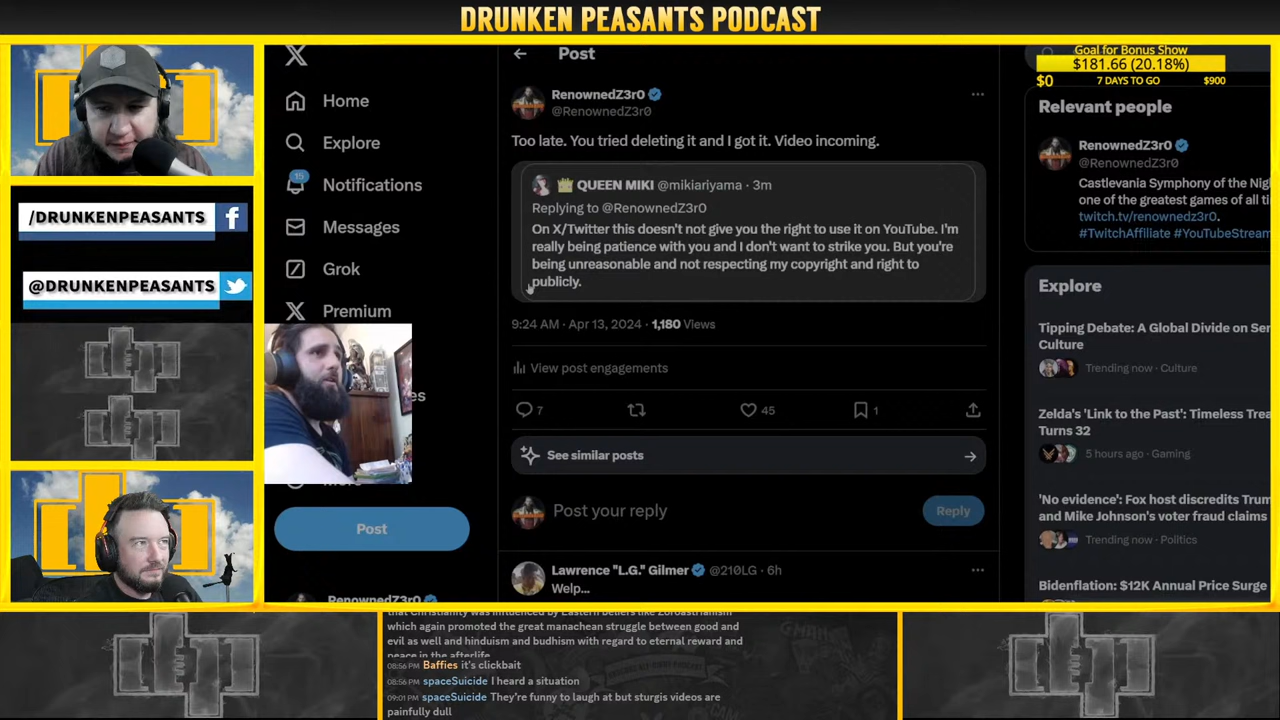 DRUNKEN PEASANTS PODCAST
/DRUNKENPEASANTS
@DRUNKENPEASANTS
Home
Explore
15
Notifications
Messages
Grok
Premium
Post
Post
RenownedZ3r0
@RenownedZ3r0
Too late. You tried deleting it and I got it. Video incoming.
QUEEN MIKI @mikiariyama · 3m
Replying to @RenownedZ3r0
On X/Twitter this doesn't not give you the right to use it on YouTube. I'm
really being patience with you and I don't want to strike you. But you're
being unreasonable and not respecting my copyright and right to
publicly.
9:24 AM · Apr 13, 2024 · 1,180 Views
View post engagements
7
45
1
See similar posts
Post your reply
Reply
Lawrence "L.G." Gilmer @210LG · 6h
Welp...
Goal for Bonus Show
$181.66 (20.18%)
$0 7 DAYS TO GO $900
Relevant people
RenownedZ3r0
@RenownedZ3r0
Castlevania Symphony of the Nig
one of the greatest games of all ti
twitch.tv/renownedz3r0.
#TwitchAffiliate #YouTubeStream
Explore
Tipping Debate: A Global Divide on Ser
Culture
Trending now · Culture
Zelda's 'Link to the Past': Timeless Trea
Turns 32
5 hours ago · Gaming
'No evidence': Fox host discredits Trum
and Mike Johnson's voter fraud claims
Trending now · Politics
Bidenflation: $12K Annual Price Surge
RenownedZ3r0
that Christianity was influenced by Eastern beliefs like Zoroastrianism
which again promoted the great manachean struggle between good and
evil as well and hinduism and budhism with regard to eternal reward and
peace in the afterlife
08:56 PM Baffies it's clickbait
08:56 PM spaceSuicide I heard a situation
09:01 PM spaceSuicide They're funny to laugh at but sturgis videos are
painfully dull